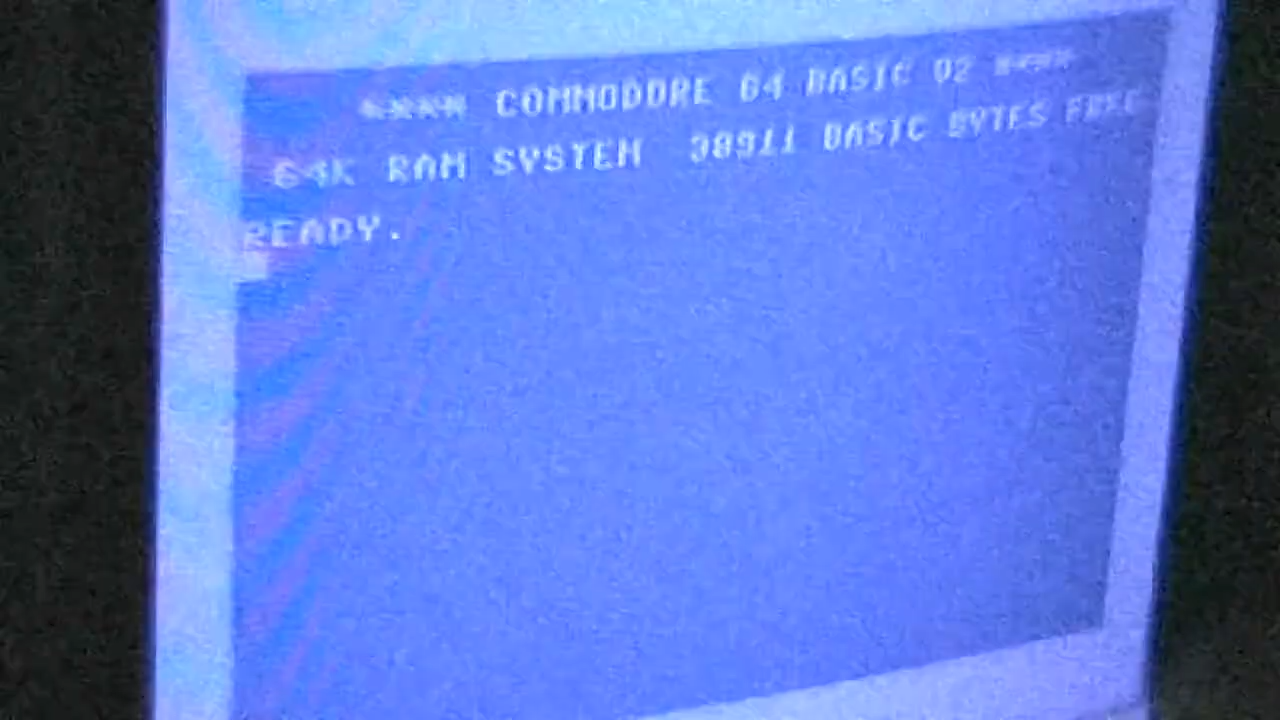 **** COMMODORE 64 BASIC V2 ****
64K RAM SYSTEM 38911 BASIC BYTES FREE
READY.